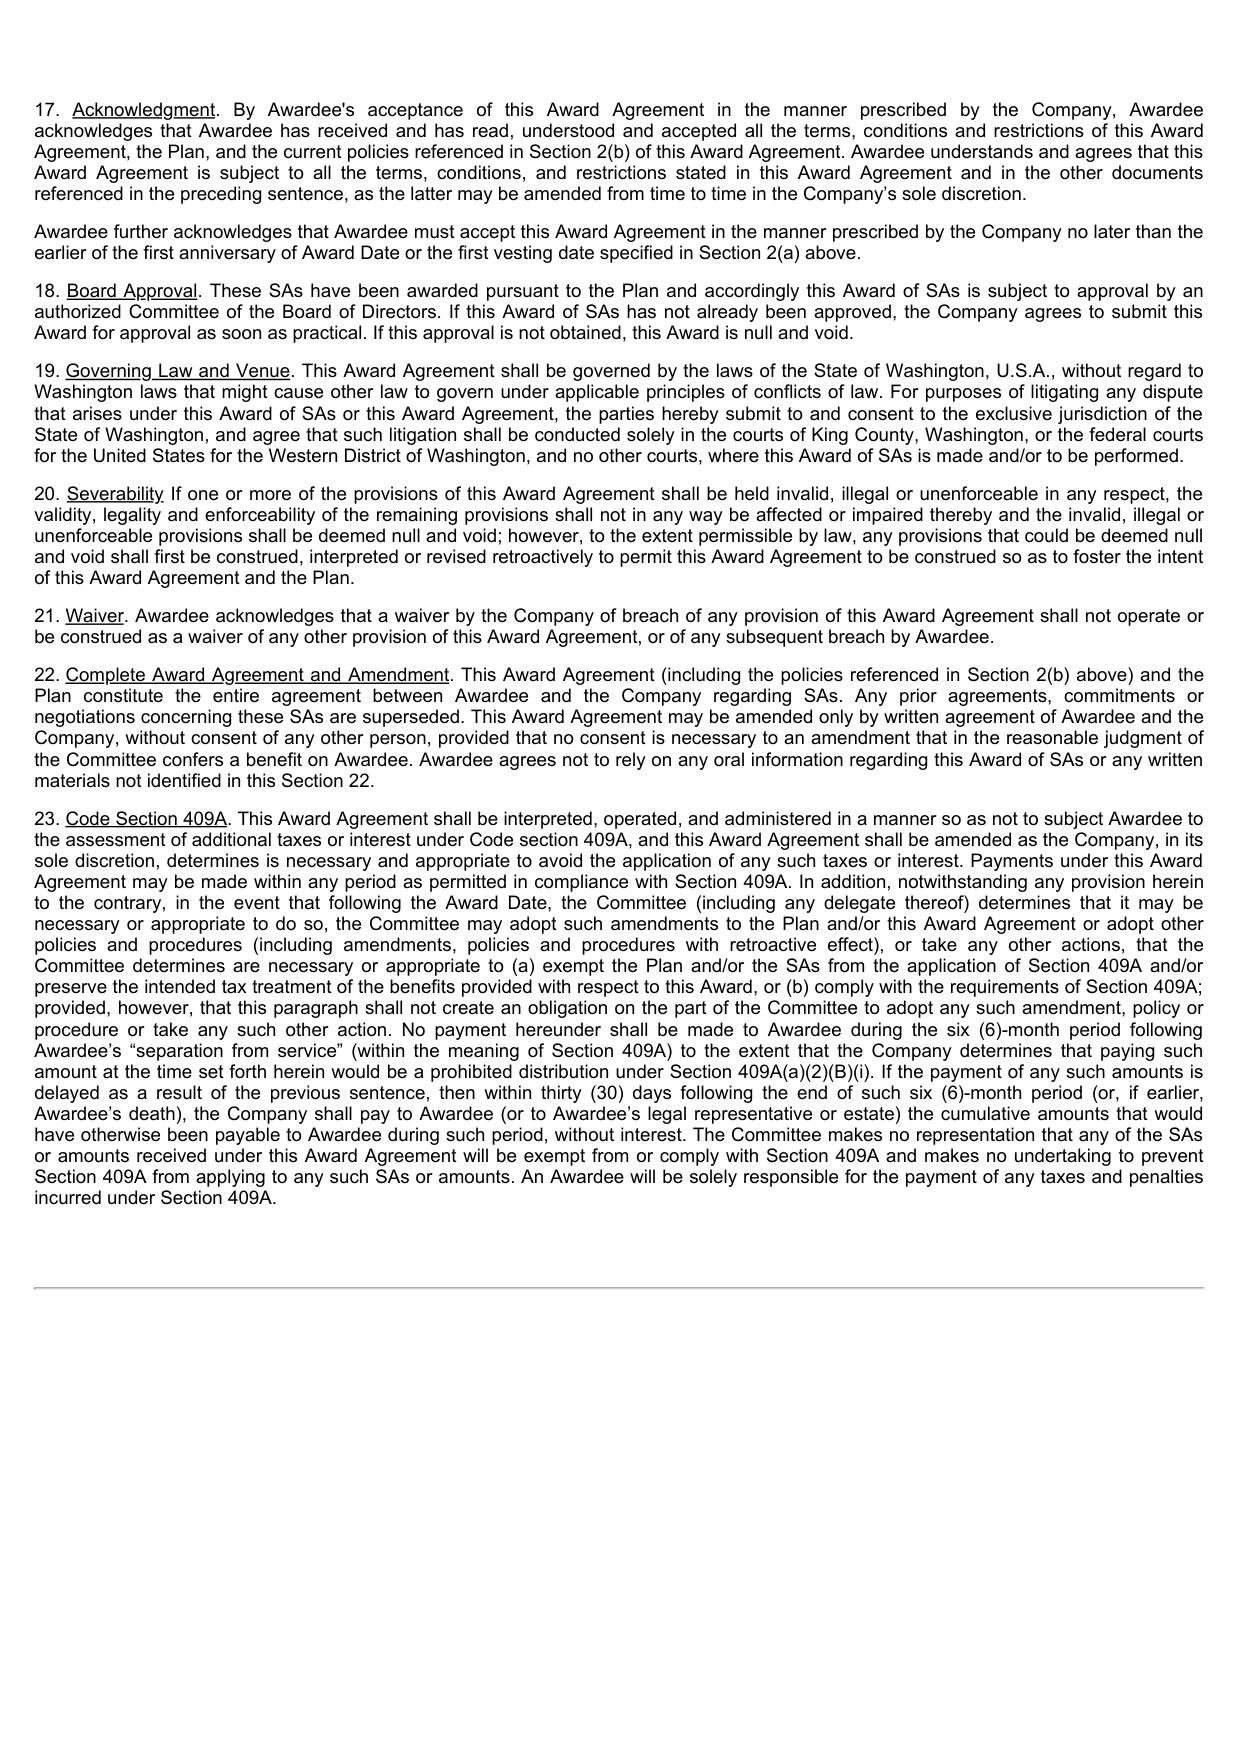 17. Acknowledgment. By Awardee's acceptance of this Award Agreement in the manner prescribed by the Company, Awardee
acknowledges that Awardee has received and has read, understood and accepted all the terms, conditions and restrictions of this Award
Agreement, the Plan, and the current policies referenced in Section 2(b) of this Award Agreement. Awardee understands and agrees that this
Award Agreement is subject to all the terms, conditions, and restrictions stated in this Award Agreement and in the other documents
referenced in the preceding sentence, as the latter may be amended from time to time in the Company’s sole discretion.
Awardee further acknowledges that Awardee must accept this Award Agreement in the manner prescribed by the Company no later than the
earlier of the first anniversary of Award Date or the first vesting date specified in Section 2(a) above.
18. Board Approval. These SAs have been awarded pursuant to the Plan and accordingly this Award of SAs is subject to approval by an
authorized Committee of the Board of Directors. If this Award of SAs has not already been approved, the Company agrees to submit this
Award for approval as soon as practical. If this approval is not obtained, this Award is null and void.
19. Governing Law and Venue. This Award Agreement shall be governed by the laws of the State of Washington, U.S.A., without regard to
Washington laws that might cause other law to govern under applicable principles of conflicts of law. For purposes of litigating any dispute
that arises under this Award of SAs or this Award Agreement, the parties hereby submit to and consent to the exclusive jurisdiction of the
State of Washington, and agree that such litigation shall be conducted solely in the courts of King County, Washington, or the federal courts
for the United States for the Western District of Washington, and no other courts, where this Award of SAs is made and/or to be performed.
20. Severability If one or more of the provisions of this Award Agreement shall be held invalid, illegal or unenforceable in any respect, the
validity, legality and enforceability of the remaining provisions shall not in any way be affected or impaired thereby and the invalid, illegal or
unenforceable provisions shall be deemed null and void; however, to the extent permissible by law, any provisions that could be deemed null
and void shall first be construed, interpreted or revised retroactively to permit this Award Agreement to be construed so as to foster the intent
of this Award Agreement and the Plan.
21. Waiver. Awardee acknowledges that a waiver by the Company of breach of any provision of this Award Agreement shall not operate or
be construed as a waiver of any other provision of this Award Agreement, or of any subsequent breach by Awardee.
22. Complete Award Agreement and Amendment. This Award Agreement (including the policies referenced in Section 2(b) above) and the
Plan constitute the entire agreement between Awardee and the Company regarding SAs. Any prior agreements, commitments or
negotiations concerning these SAs are superseded. This Award Agreement may be amended only by written agreement of Awardee and the
Company, without consent of any other person, provided that no consent is necessary to an amendment that in the reasonable judgment of
the Committee confers a benefit on Awardee. Awardee agrees not to rely on any oral information regarding this Award of SAs or any written
materials not identified in this Section 22.
23. Code Section 409A. This Award Agreement shall be interpreted, operated, and administered in a manner so as not to subject Awardee to
the assessment of additional taxes or interest under Code section 409A, and this Award Agreement shall be amended as the Company, in its
sole discretion, determines is necessary and appropriate to avoid the application of any such taxes or interest. Payments under this Award
Agreement may be made within any period as permitted in compliance with Section 409A. In addition, notwithstanding any provision herein
to the contrary, in the event that following the Award Date, the Committee (including any delegate thereof) determines that it may be
necessary or appropriate to do so, the Committee may adopt such amendments to the Plan and/or this Award Agreement or adopt other
policies and procedures (including amendments, policies and procedures with retroactive effect), or take any other actions, that the
Committee determines are necessary or appropriate to (a) exempt the Plan and/or the SAs from the application of Section 409A and/or
preserve the intended tax treatment of the benefits provided with respect to this Award, or (b) comply with the requirements of Section 409A;
provided, however, that this paragraph shall not create an obligation on the part of the Committee to adopt any such amendment, policy or
procedure or take any such other action. No payment hereunder shall be made to Awardee during the six (6)-month period following
Awardee’s “separation from service” (within the meaning of Section 409A) to the extent that the Company determines that paying such
amount at the time set forth herein would be a prohibited distribution under Section 409A(a)(2)(B)(i). If the payment of any such amounts is
delayed as a result of the previous sentence, then within thirty (30) days following the end of such six (6)-month period (or, if earlier,
Awardee’s death), the Company shall pay to Awardee (or to Awardee’s legal representative or estate) the cumulative amounts that would
have otherwise been payable to Awardee during such period, without interest. The Committee makes no representation that any of the SAs
or amounts received under this Award Agreement will be exempt from or comply with Section 409A and makes no undertaking to prevent
Section 409A from applying to any such SAs or amounts. An Awardee will be solely responsible for the payment of any taxes and penalties
incurred under Section 409A.